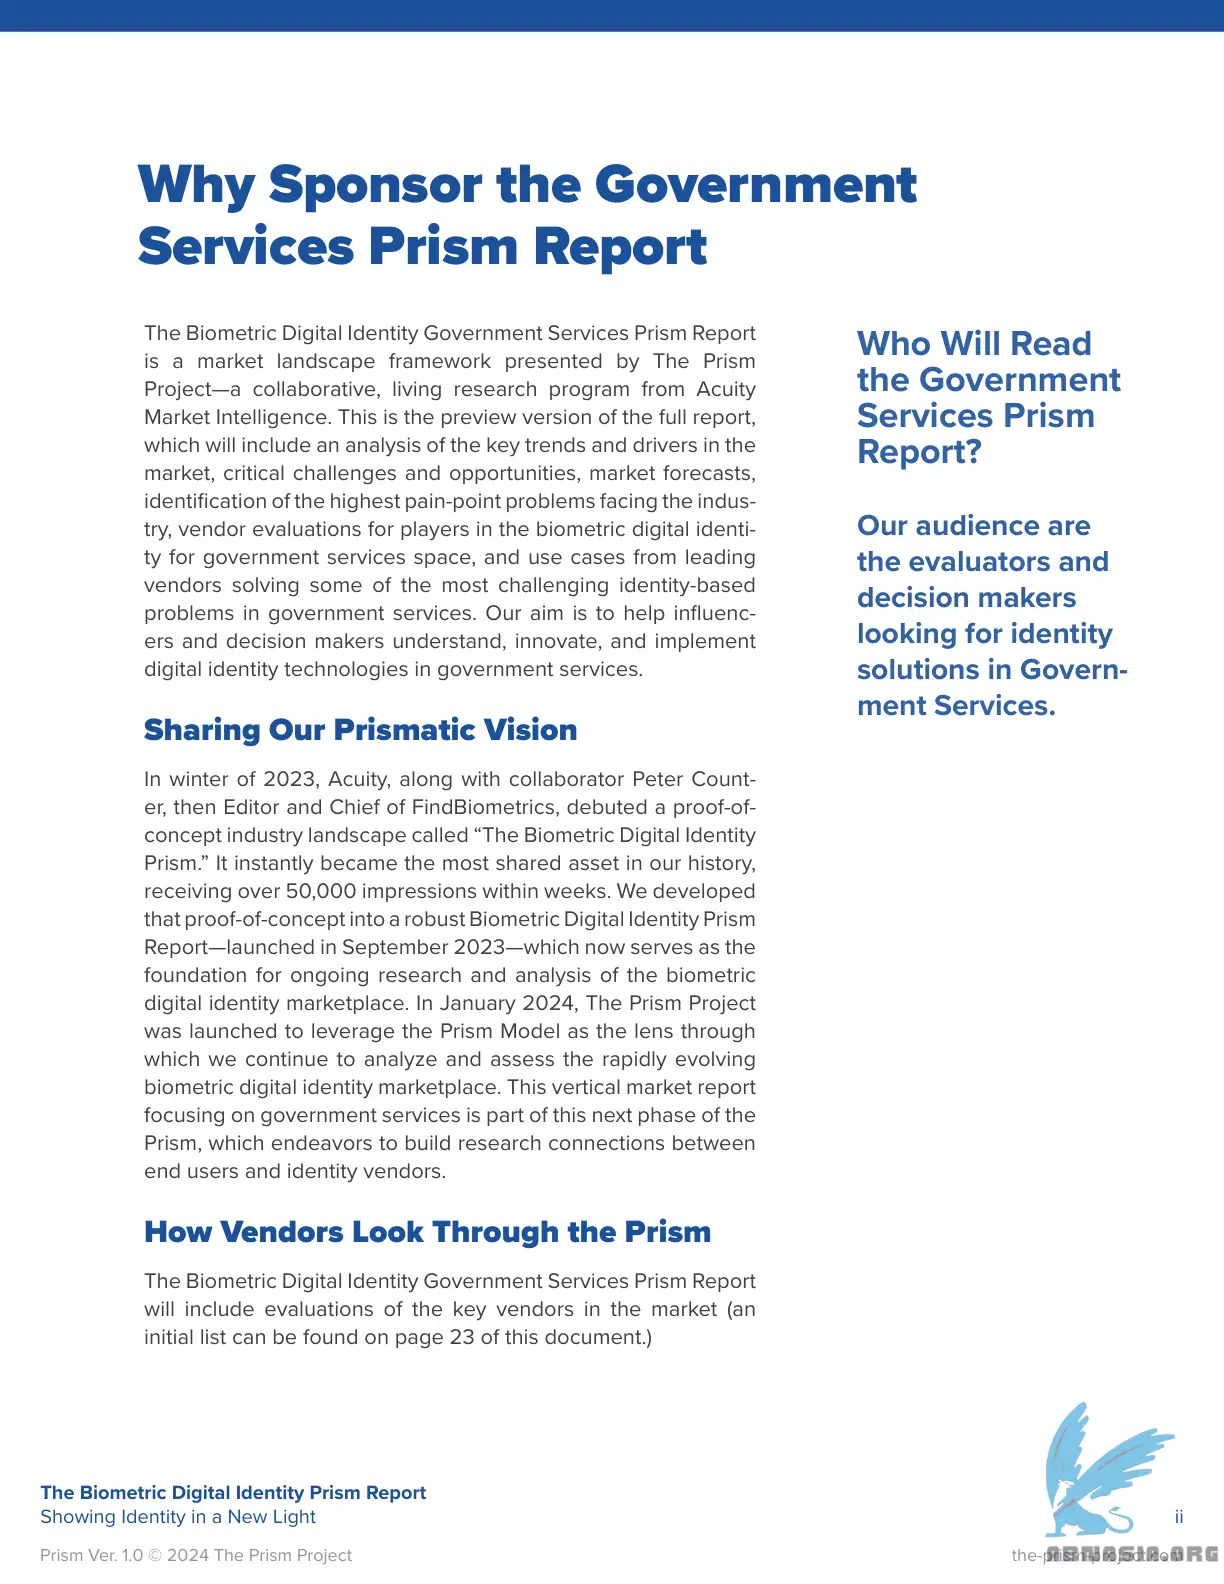 Why Sponsor the Government
Services Prism Report
The Biometric Digital Identity Government Services Prism Report
is a market landscape framework presented by The Prism
Project—a collaborative, living research program from Acuity
Market Intelligence. This is the preview version of the full report,
which will include an analysis of the key trends and drivers in the
market, critical challenges and opportunities, market forecasts,
identification of the highest pain-point problems facing the indus-
try, vendor evaluations for players in the biometric digital identi-
ty for government services space, and use cases from leading
vendors solving some of the most challenging identity-based
problems in government services. Our aim is to help influenc-
ers and decision makers understand, innovate, and implement
digital identity technologies in government services.
Sharing Our Prismatic Vision
In winter of 2023, Acuity, along with collaborator Peter Count-
er, then Editor and Chief of FindBiometrics, debuted a proof-of-
concept industry landscape called “The Biometric Digital Identity
Prism.” It instantly became the most shared asset in our history,
receiving over 50,000 impressions within weeks. We developed
that proof-of-concept into a robust Biometric Digital Identity Prism
Report—launched in September 2023—which now serves as the
foundation for ongoing research and analysis of the biometric
digital identity marketplace. In January 2024, The Prism Project
was launched to leverage the Prism Model as the lens through
which we continue to analyze and assess the rapidly evolving
biometric digital identity marketplace. This vertical market report
focusing on government services is part of this next phase of the
Prism, which endeavors to build research connections between
end users and identity vendors.
How Vendors Look Through the Prism
The Biometric Digital Identity Government Services Prism Report
will include evaluations of the key vendors in the market (an
initial list can be found on page 23 of this document.)
Who Will Read
the Government
Services Prism
Report?
Our audience are
the evaluators and
decision makers
looking for identity
solutions in Govern-
ment Services.
The Biometric Digital Identity Prism Report
Showing Identity in a New Light
ii
Prism Ver. 1.0 © 2024 The Prism Project
the-prism-project.com
ARMASIA.ORG